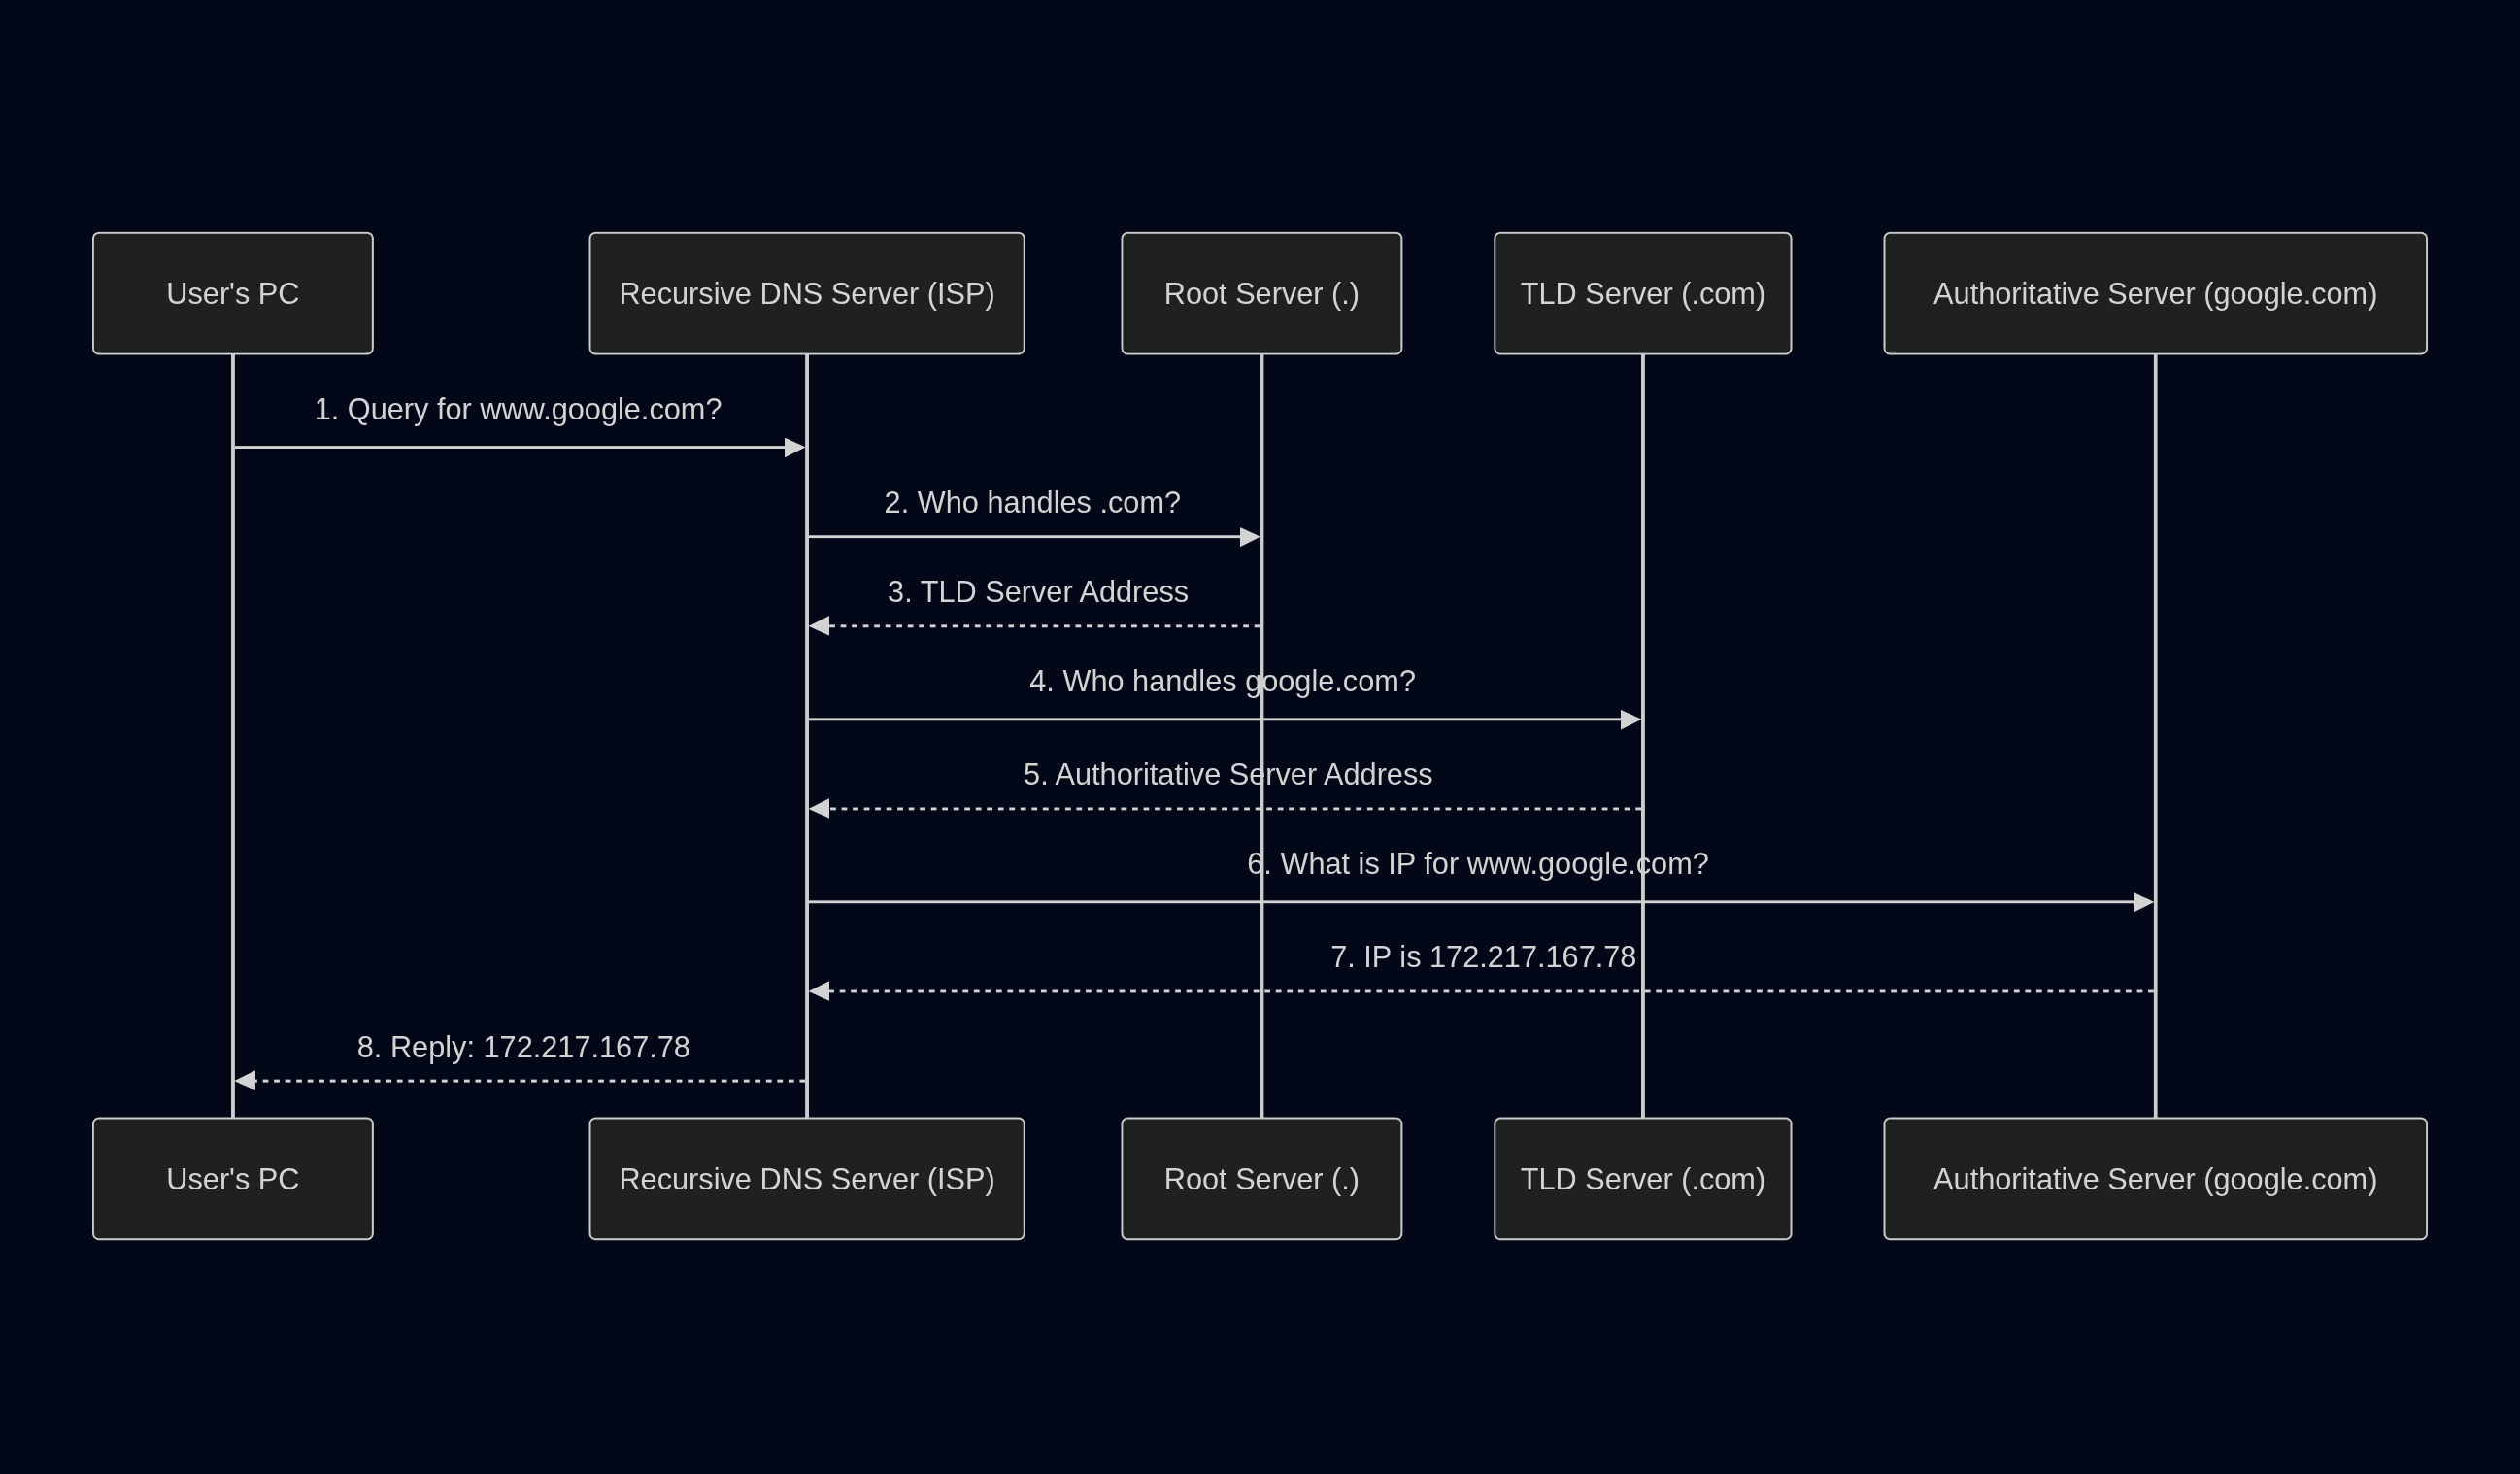 User's PC
Recursive DNS Server (ISP)
Root Server (.)
TLD Server (.com)
Authoritative Server (google.com)
1. Query for www.google.com?
2. Who handles .com?
3. TLD Server Address
4. Who handles google.com?
5. Authoritative Server Address
6. What is IP for www.google.com?
7. IP is 172.217.167.78
8. Reply: 172.217.167.78
User's PC
Recursive DNS Server (ISP)
Root Server (.)
TLD Server (.com)
Authoritative Server (google.com)